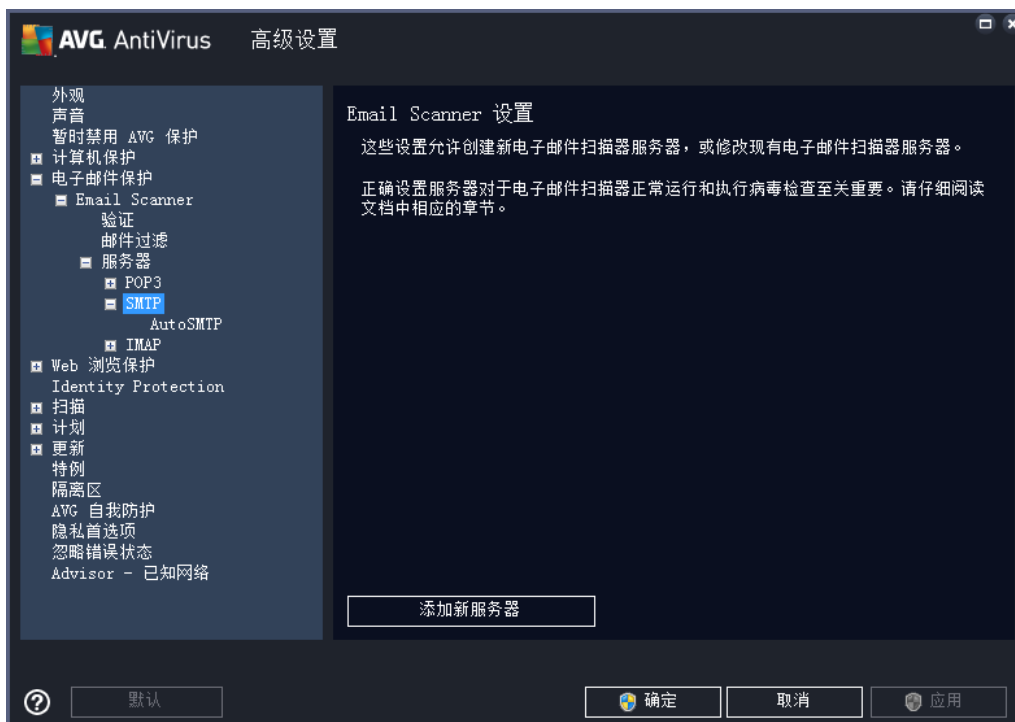 AVG AntiVirus 高级设置
外观
声音
暂时禁用 AVG 保护
计算机保护
电子邮件保护
Email Scanner
验证
邮件过滤
服务器
POP3
SMTP
AutoSMTP
IMAP
Web 浏览保护
Identity Protection
扫描
计划
更新
特例
隔离区
AVG 自我防护
隐私首选项
忽略错误状态
Advisor - 已知网络
Email Scanner 设置
这些设置允许创建新电子邮件扫描器服务器，或修改现有电子邮件扫描器服务器。
正确设置服务器对于电子邮件扫描器正常运行和执行病毒检查至关重要。请仔细阅读
文档中相应的章节。
添加新服务器
默认
确定
取消
应用